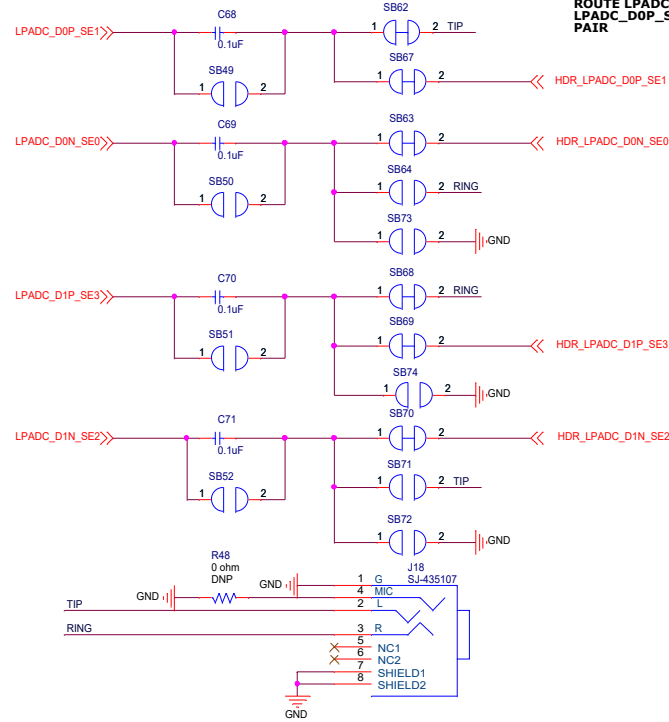 ROUTE LPADC
LPADC_D0P_S
PAIR
LPADC_D0P_SE1
C68
0.1uF
SB49
1 2
SB62
1 2 TIP
SB67
1 2
HDR_LPADC_D0P_SE1
LPADC_D0N_SE0
C69
0.1uF
SB50
1 2
SB63
1 2
HDR_LPADC_D0N_SE0
SB64
1 2 RING
SB73
1 2 GND
LPADC_D1P_SE3
C70
0.1uF
SB51
1 2
SB68
1 2 RING
SB69
1 2
HDR_LPADC_D1P_SE3
SB74
1 2 GND
LPADC_D1N_SE2
C71
0.1uF
SB52
1 2
SB70
1 2
HDR_LPADC_D1N_SE2
SB71
1 2 TIP
SB72
1 2 GND
R48
0 ohm
DNP
J18
SJ-435107
GND
GND
TIP
RING
1 G
4 MIC
2 L
3 R
5 NC1
6 NC2
7 SHIELD1
8 SHIELD2
GND